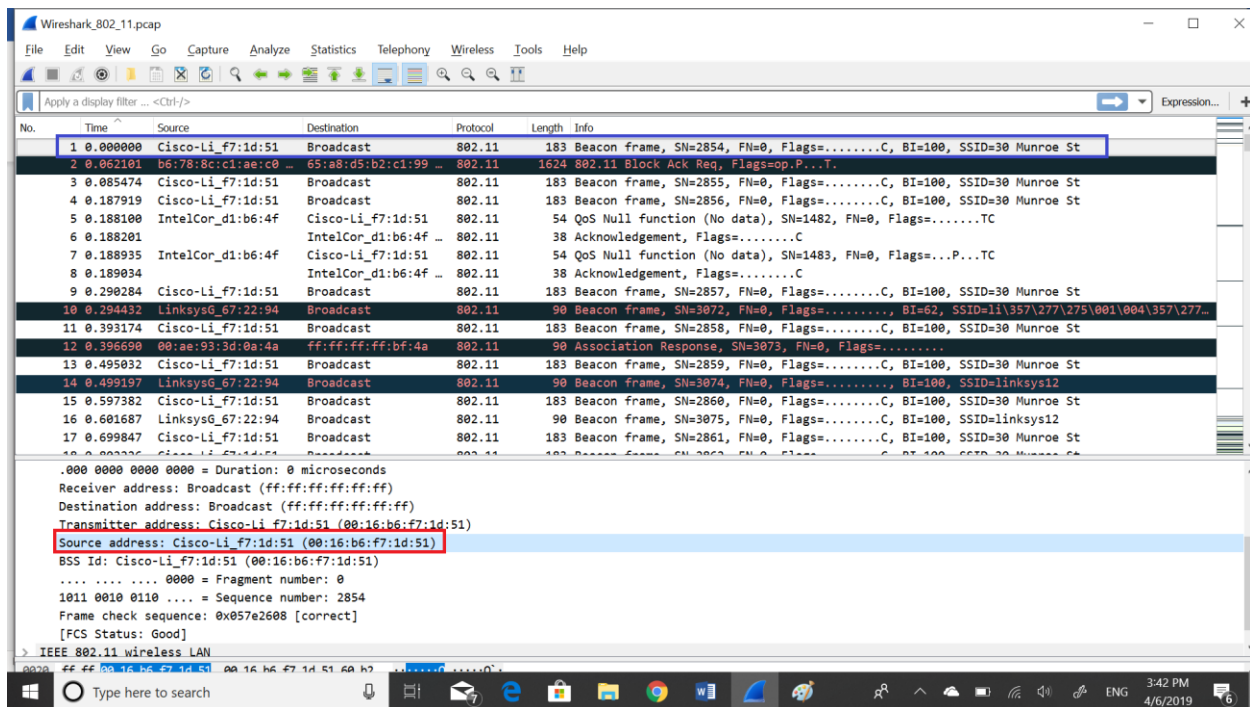 Wireshark_802_11.pcap
File Edit View Go Capture Analyze Statistics Telephony Wireless Tools Help
Apply a display filter ... <Ctrl-/> Expression... +
No. Time Source Destination Protocol Length Info
1 0.000000 Cisco-Li_f7:1d:51 Broadcast 802.11 183 Beacon frame, SN=2854, FN=0, Flags=........C, BI=100, SSID=30 Munroe St
2 0.062101 b6:78:8c:c1:ae:c0 … 65:a8:d5:b2:c1:99 … 802.11 1624 802.11 Block Ack Req, Flags=op.P...T.
3 0.085474 Cisco-Li_f7:1d:51 Broadcast 802.11 183 Beacon frame, SN=2855, FN=0, Flags=........C, BI=100, SSID=30 Munroe St
4 0.187919 Cisco-Li_f7:1d:51 Broadcast 802.11 183 Beacon frame, SN=2856, FN=0, Flags=........C, BI=100, SSID=30 Munroe St
5 0.188100 IntelCor_d1:b6:4f Cisco-Li_f7:1d:51 802.11 54 QoS Null function (No data), SN=1482, FN=0, Flags=.......TC
6 0.188201 IntelCor_d1:b6:4f … 802.11 38 Acknowledgement, Flags=........C
7 0.188935 IntelCor_d1:b6:4f Cisco-Li_f7:1d:51 802.11 54 QoS Null function (No data), SN=1483, FN=0, Flags=...P...TC
8 0.189034 IntelCor_d1:b6:4f … 802.11 38 Acknowledgement, Flags=........C
9 0.290284 Cisco-Li_f7:1d:51 Broadcast 802.11 183 Beacon frame, SN=2857, FN=0, Flags=........C, BI=100, SSID=30 Munroe St
10 0.294432 LinksysG_67:22:94 Broadcast 802.11 90 Beacon frame, SN=3072, FN=0, Flags=........., BI=62, SSID=li\357\277\275\001\004\357\277…
11 0.393174 Cisco-Li_f7:1d:51 Broadcast 802.11 183 Beacon frame, SN=2858, FN=0, Flags=........C, BI=100, SSID=30 Munroe St
12 0.396690 00:ae:93:3d:0a:4a ff:ff:ff:ff:bf:4a 802.11 90 Association Response, SN=3073, FN=0, Flags=.........
13 0.495032 Cisco-Li_f7:1d:51 Broadcast 802.11 183 Beacon frame, SN=2859, FN=0, Flags=........C, BI=100, SSID=30 Munroe St
14 0.499197 LinksysG_67:22:94 Broadcast 802.11 90 Beacon frame, SN=3074, FN=0, Flags=........., BI=100, SSID=linksys12
15 0.597382 Cisco-Li_f7:1d:51 Broadcast 802.11 183 Beacon frame, SN=2860, FN=0, Flags=........C, BI=100, SSID=30 Munroe St
16 0.601687 LinksysG_67:22:94 Broadcast 802.11 90 Beacon frame, SN=3075, FN=0, Flags=........C, BI=100, SSID=linksys12
17 0.699847 Cisco-Li_f7:1d:51 Broadcast 802.11 183 Beacon frame, SN=2861, FN=0, Flags=........C, BI=100, SSID=30 Munroe St
.000 0000 0000 0000 = Duration: 0 microseconds
Receiver address: Broadcast (ff:ff:ff:ff:ff:ff)
Destination address: Broadcast (ff:ff:ff:ff:ff:ff)
Transmitter address: Cisco-Li_f7:1d:51 (00:16:b6:f7:1d:51)
Source address: Cisco-Li_f7:1d:51 (00:16:b6:f7:1d:51)
BSS Id: Cisco-Li_f7:1d:51 (00:16:b6:f7:1d:51)
.... .... .... 0000 = Fragment number: 0
1011 0010 0110 .... = Sequence number: 2854
Frame check sequence: 0x057e2608 [correct]
[FCS Status: Good]
> IEEE 802.11 wireless LAN
0020 ff ff 00 16 b6 f7 1d 51 00 16 b6 f7 1d 51 60 b2
Type here to search 7 ENG 3:42 PM
4/6/2019 6